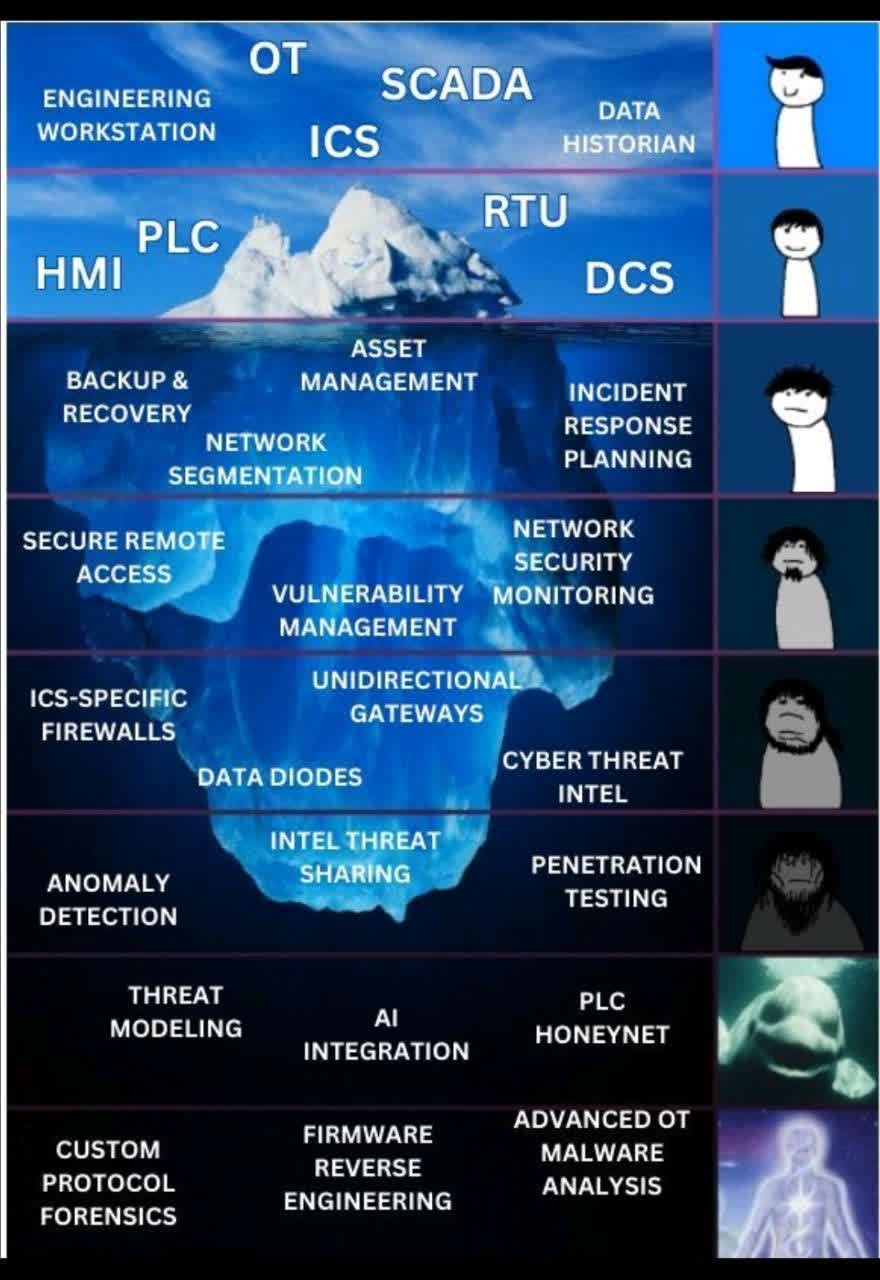 OT
SCADA
ENGINEERING
WORKSTATION
ICS
DATA
HISTORIAN
RTU
PLC
HMI
DCS
ASSET
MANAGEMENT
BACKUP &
RECOVERY
INCIDENT
RESPONSE
PLANNING
NETWORK
SEGMENTATION
SECURE REMOTE
ACCESS
NETWORK
SECURITY
MONITORING
VULNERABILITY
MANAGEMENT
ICS-SPECIFIC
FIREWALLS
UNIDIRECTIONAL
GATEWAYS
DATA DIODES
CYBER THREAT
INTEL
INTEL THREAT
SHARING
ANOMALY
DETECTION
PENETRATION
TESTING
THREAT
MODELING
AI
INTEGRATION
PLC
HONEYNET
CUSTOM
PROTOCOL
FORENSICS
FIRMWARE
REVERSE
ENGINEERING
ADVANCED OT
MALWARE
ANALYSIS